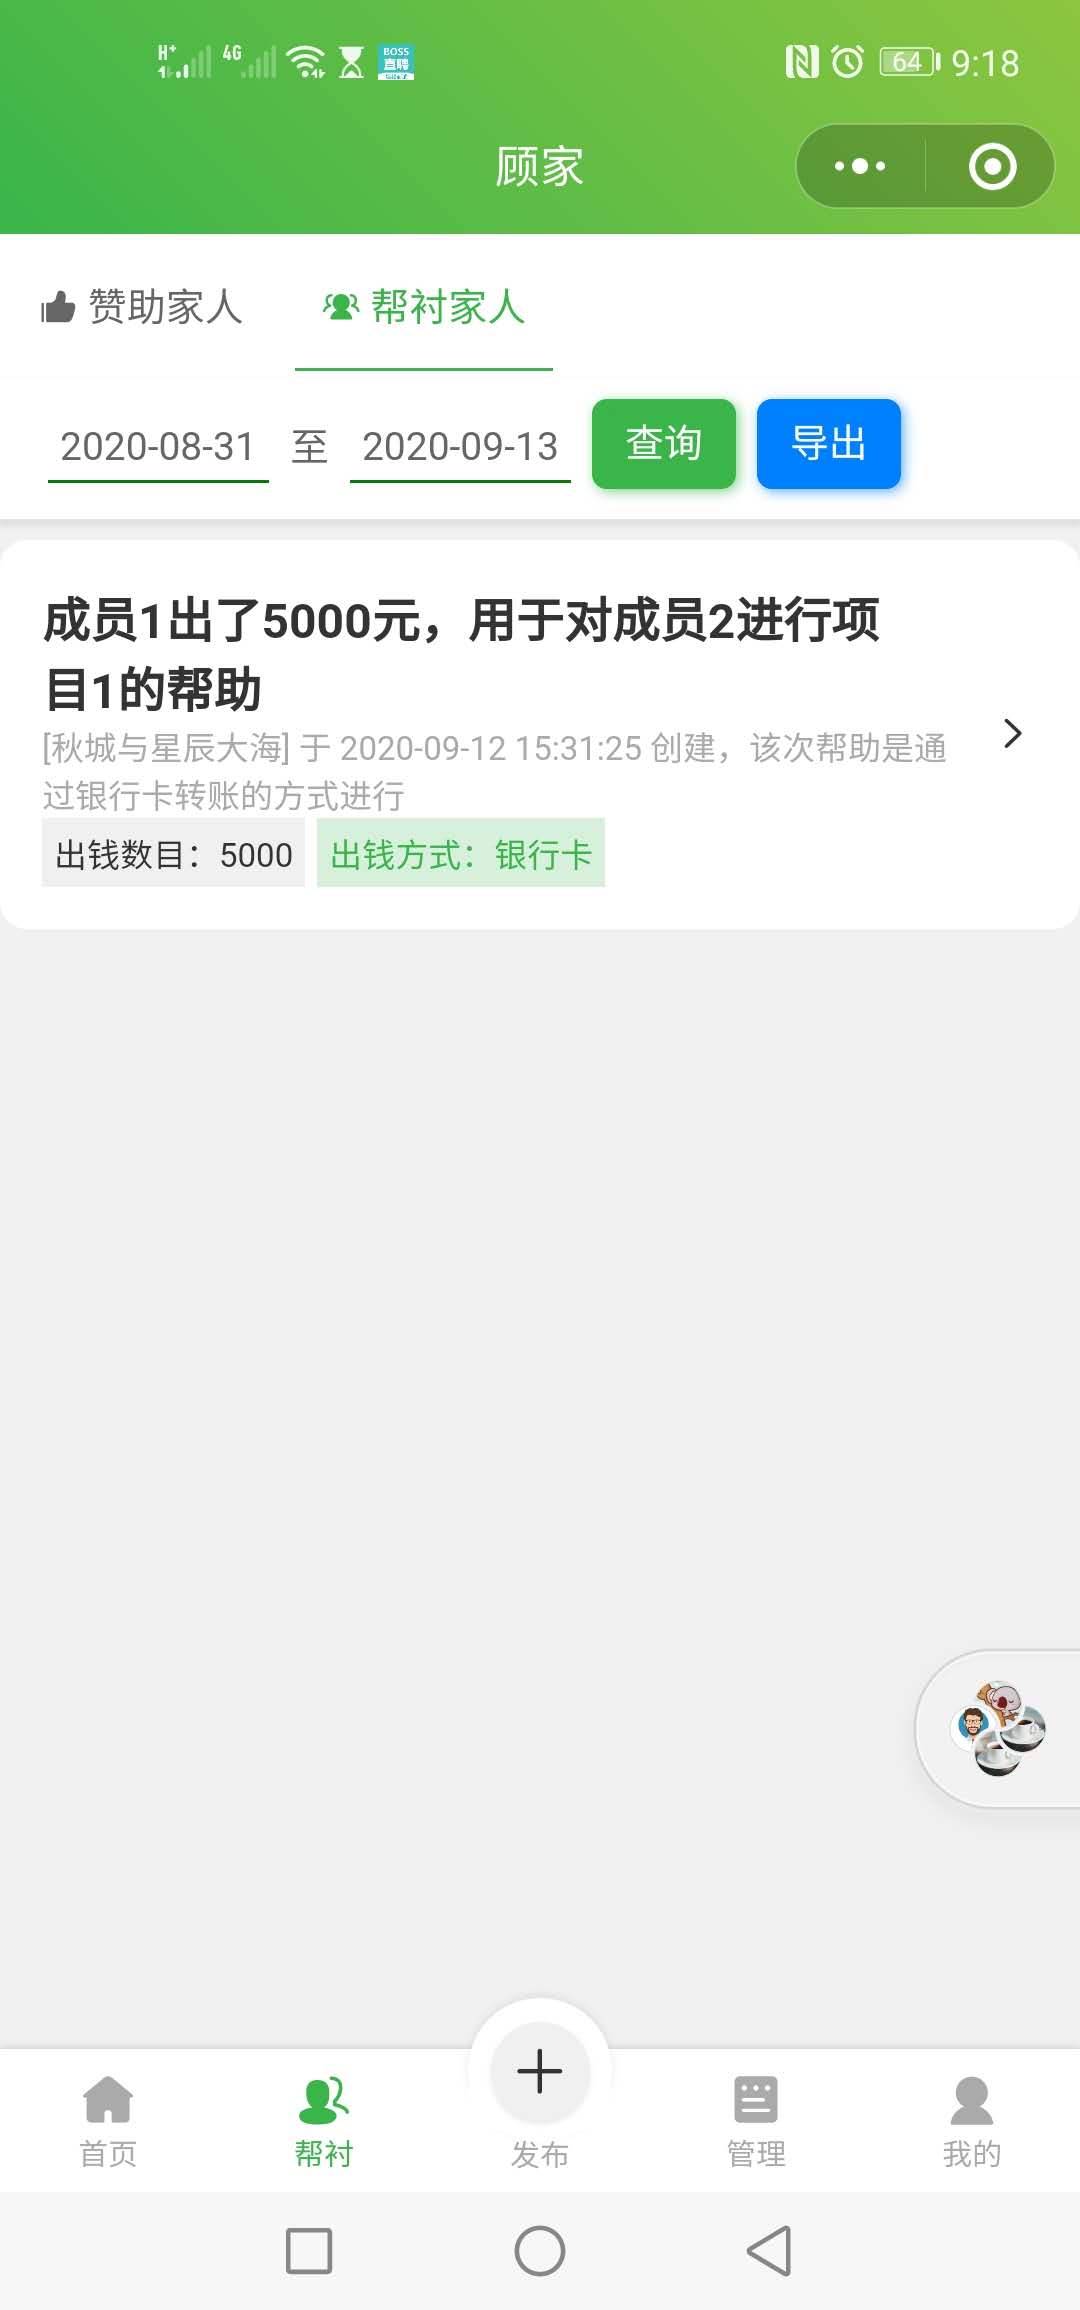 H+ 4G BOSS直聘 64 9:18
顾家
赞助家人 帮衬家人
2020-08-31 至 2020-09-13 查询 导出
成员1出了5000元，用于对成员2进行项
目1的帮助
[秋城与星辰大海] 于 2020-09-12 15:31:25 创建，该次帮助是通
过银行卡转账的方式进行
出钱数目：5000 出钱方式：银行卡
首页 帮衬 发布 管理 我的